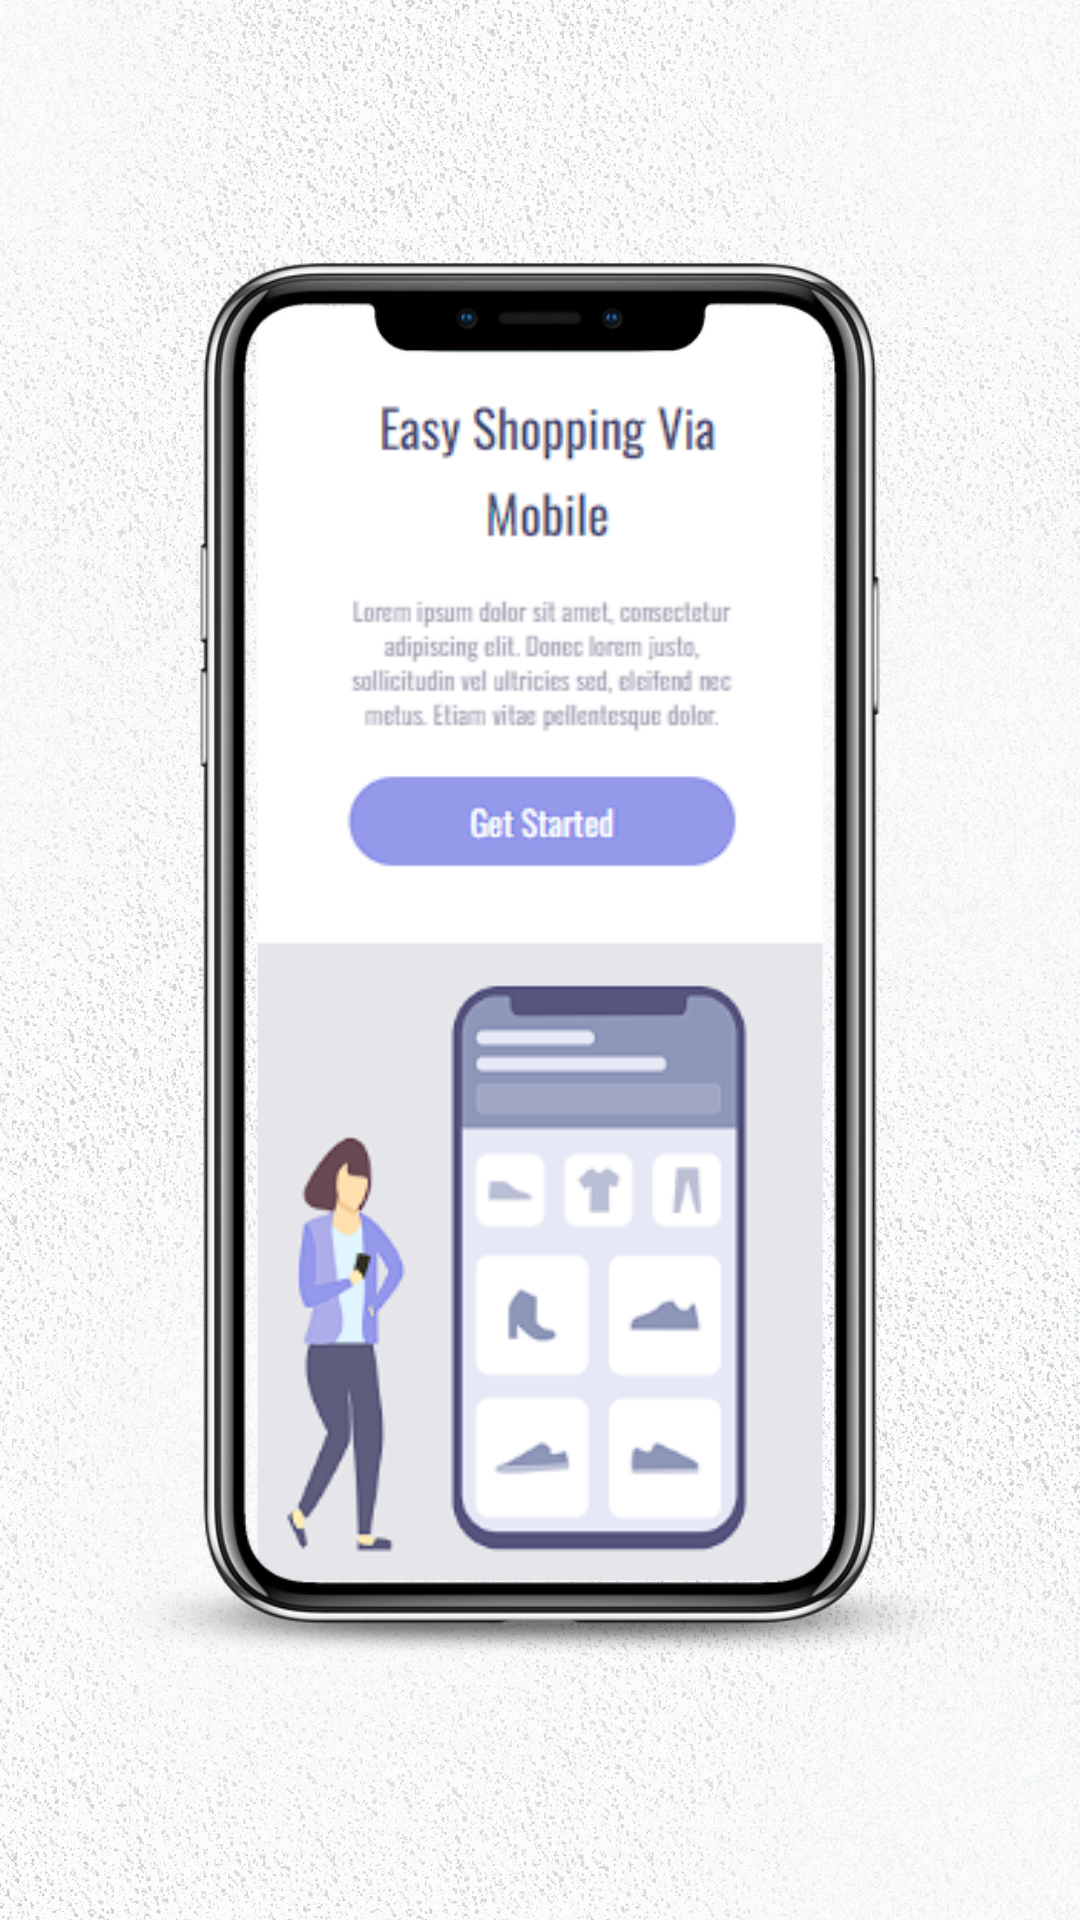 Easy Shopping Via
Mobile
Lorem ipsum dolor sit amet, consectetur
adipiscing elit. Donec lorem justo,
sollicitudin vel ultricies sed, eleifend nec
metus. Etiam vitae pellentesque dolor.
Get Started